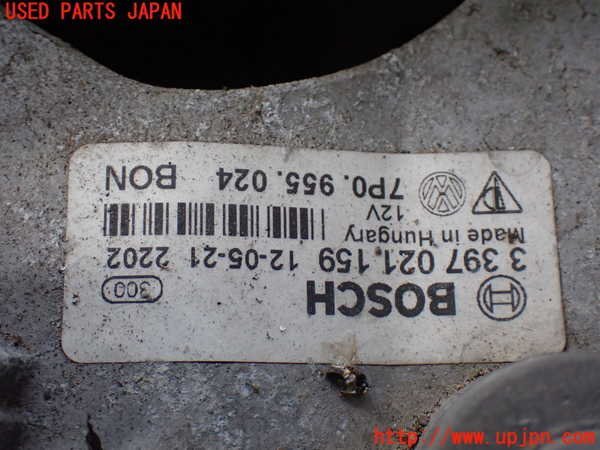 USED PARTS JAPAN
BOSCH
300
3 397 021 159 12-05-21 2202
Made in Hungary
12V
7P0.955.024 BON
http://www.upjpn.com